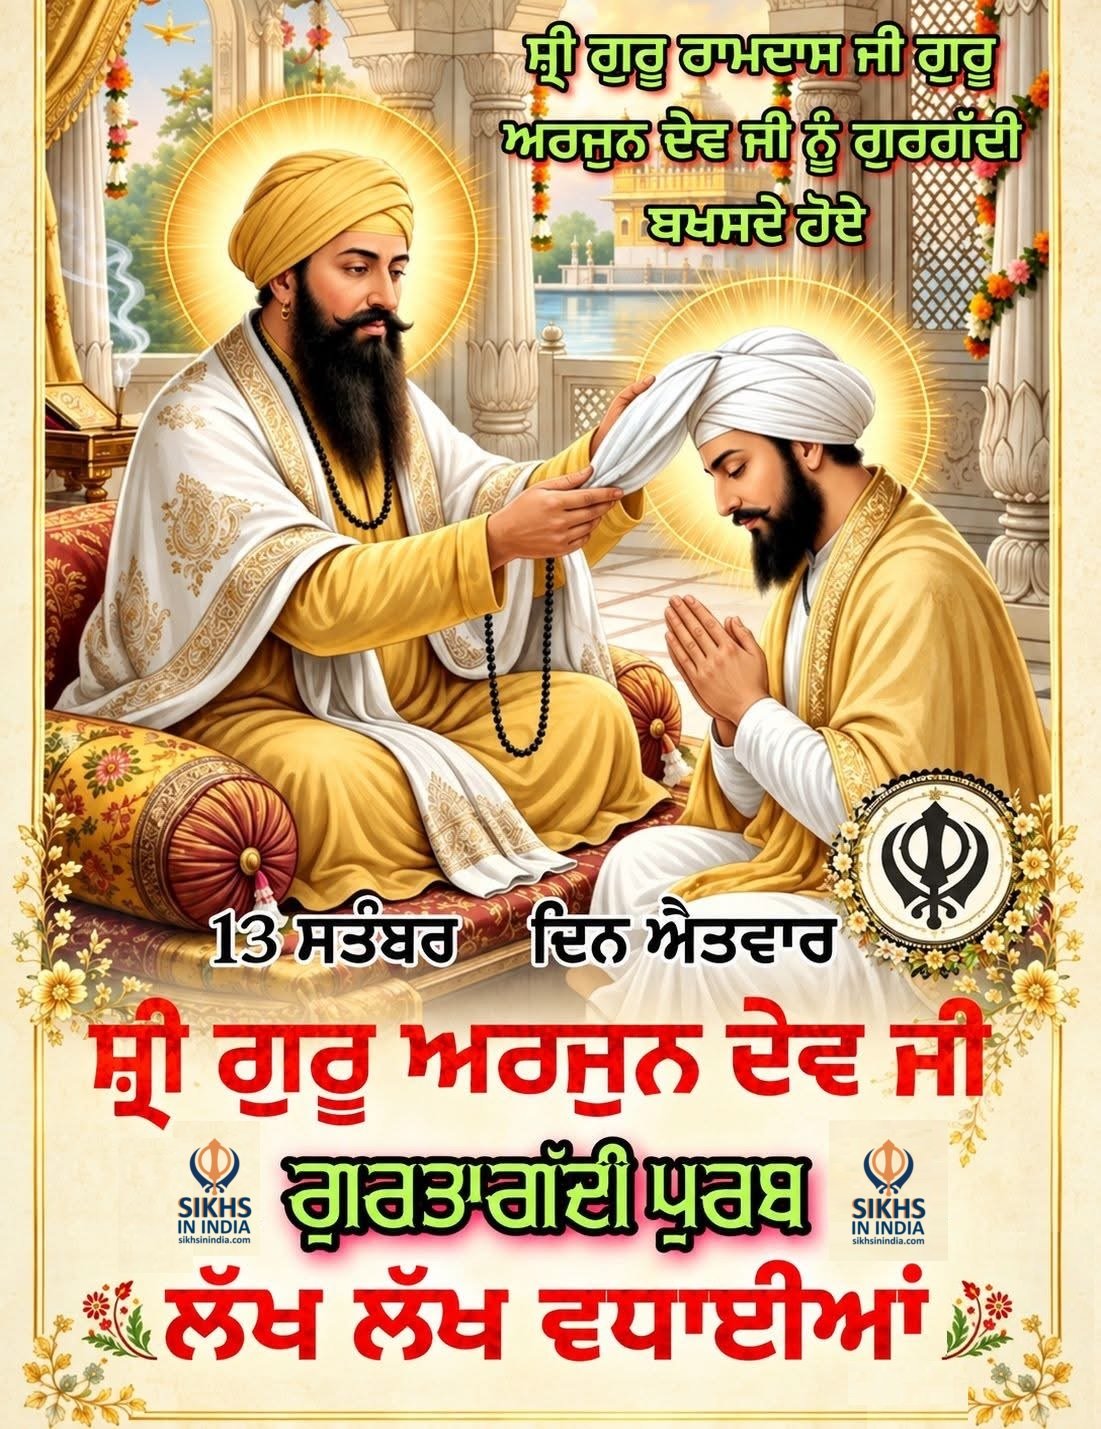 ਸ਼੍ਰੀ ਗੁਰੂ ਰਾਮਦਾਸ ਜੀ ਗੁਰੂ
ਅਰਜੁਨ ਦੇਵ ਜੀ ਨੂੰ ਗੁਰਗੱਦੀ
ਬਖਸਦੇ ਹੋਏ
13 ਸਤੰਬਰ ਦਿਨ ਐਤਵਾਰ
ਸ਼੍ਰੀ ਗੁਰੂ ਅਰਜੁਨ ਦੇਵ ਜੀ
ਗੁਰਤਾਗੱਦੀ ਪੁਰਬ
SIKHS
IN INDIA
sikhsinindia.com
SIKHS
IN INDIA
sikhsinindia.com
ਲੱਖ ਲੱਖ ਵਧਾਈਆਂ